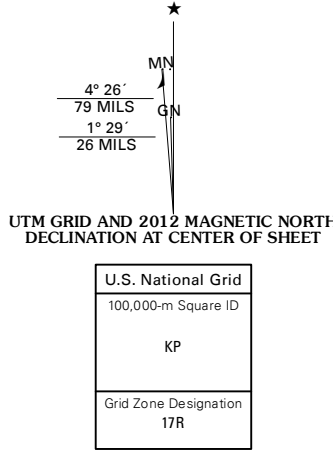 MN
4° 26´
79 MILS
GN
1° 29´
26 MILS
UTM GRID AND 2012 MAGNETIC NORTH
DECLINATION AT CENTER OF SHEET
U.S. National Grid
100,000-m Square ID
KP
Grid Zone Designation
17R